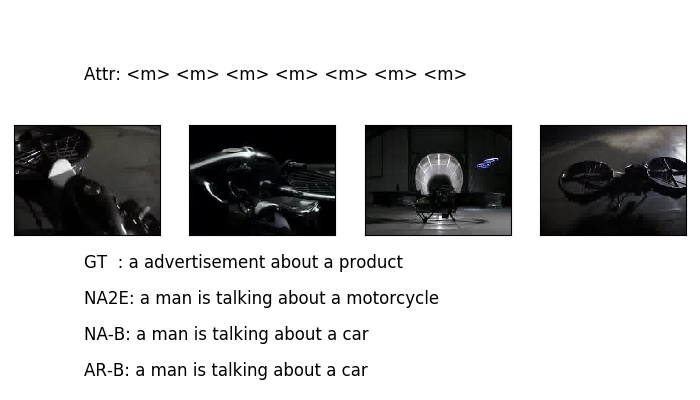 Attr: <m> <m> <m> <m> <m> <m> <m>
GT  : a advertisement about a product
NA2E: a man is talking about a motorcycle
NA-B: a man is talking about a car
AR-B: a man is talking about a car